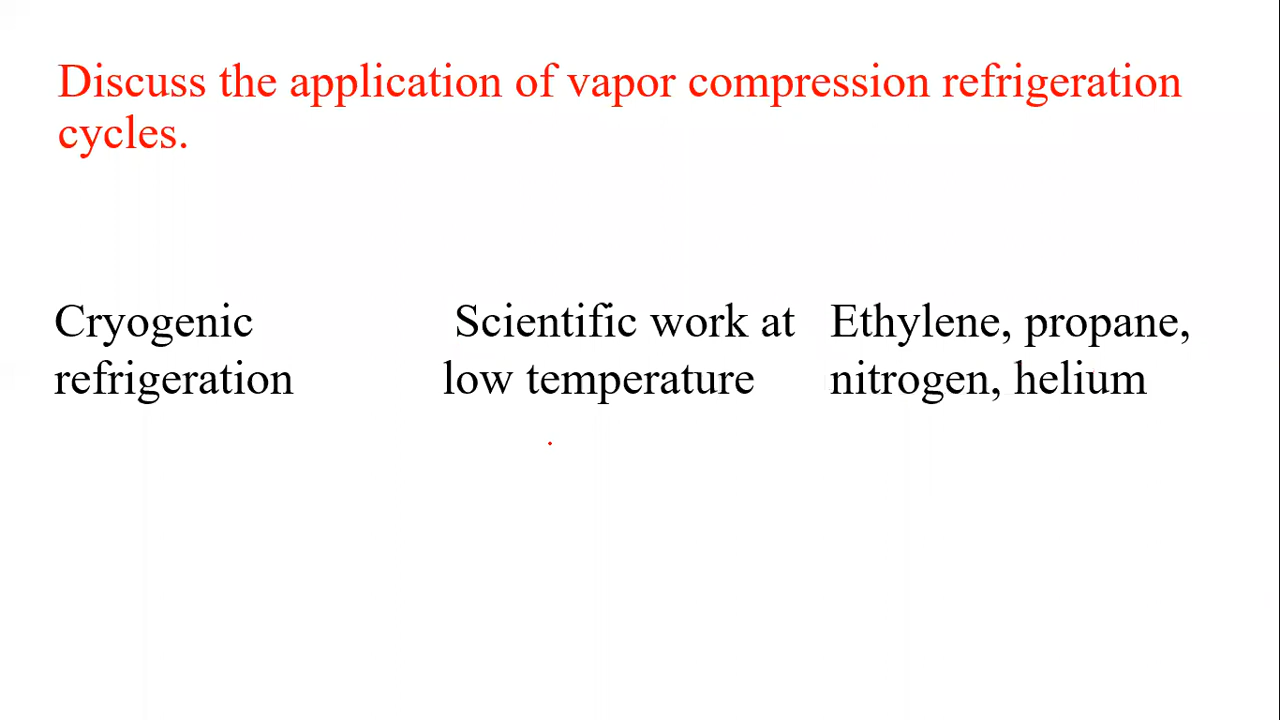 Discuss the application of vapor compression refrigeration
cycles.
Cryogenic
refrigeration
Scientific work at
low temperature
Ethylene, propane,
nitrogen, helium